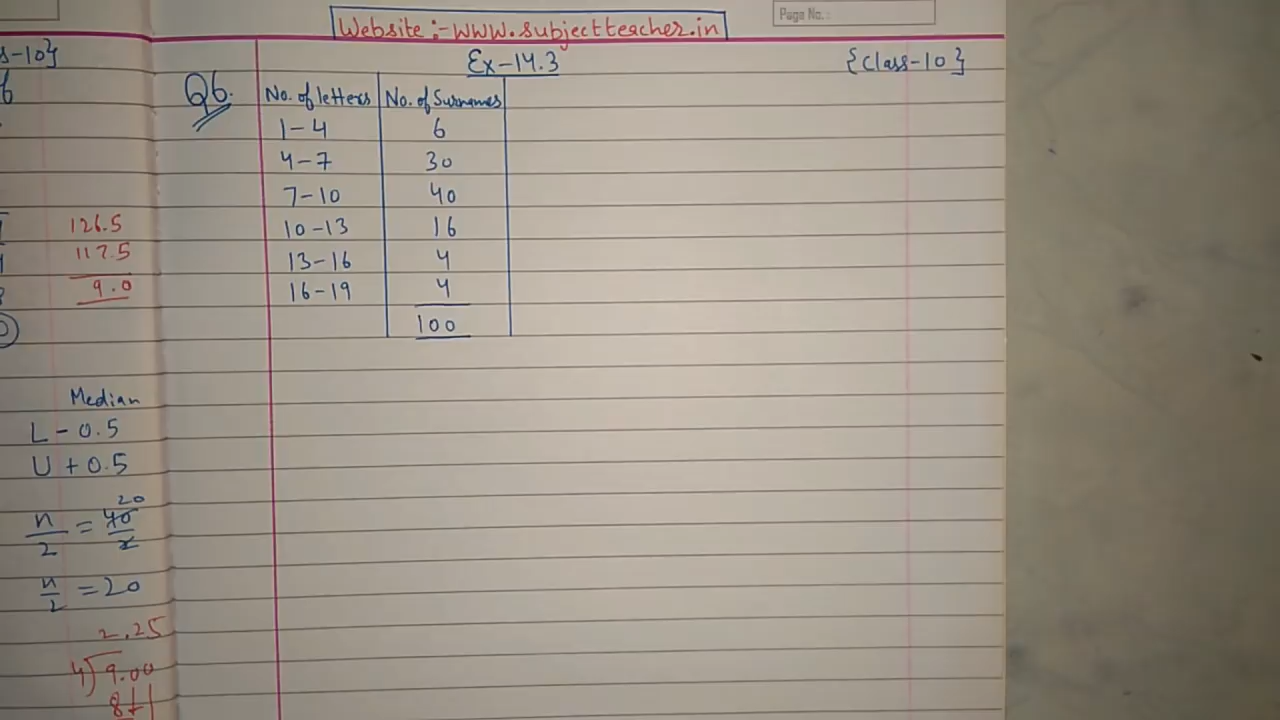 Website:-www.subjectteacher.in
Page No.:
s-10}
Ex-14.3
{Class-10}
Q6.
No. of letters No. of Surnames
1-4 6
4-7 30
7-10 40
10-13 16
13-16 4
16-19 4
100
126.5
117.5
9.0
Median
L - 0.5
U + 0.5
20
n/2 = 40/2
n/2 = 20
2.25
4)9.00
8